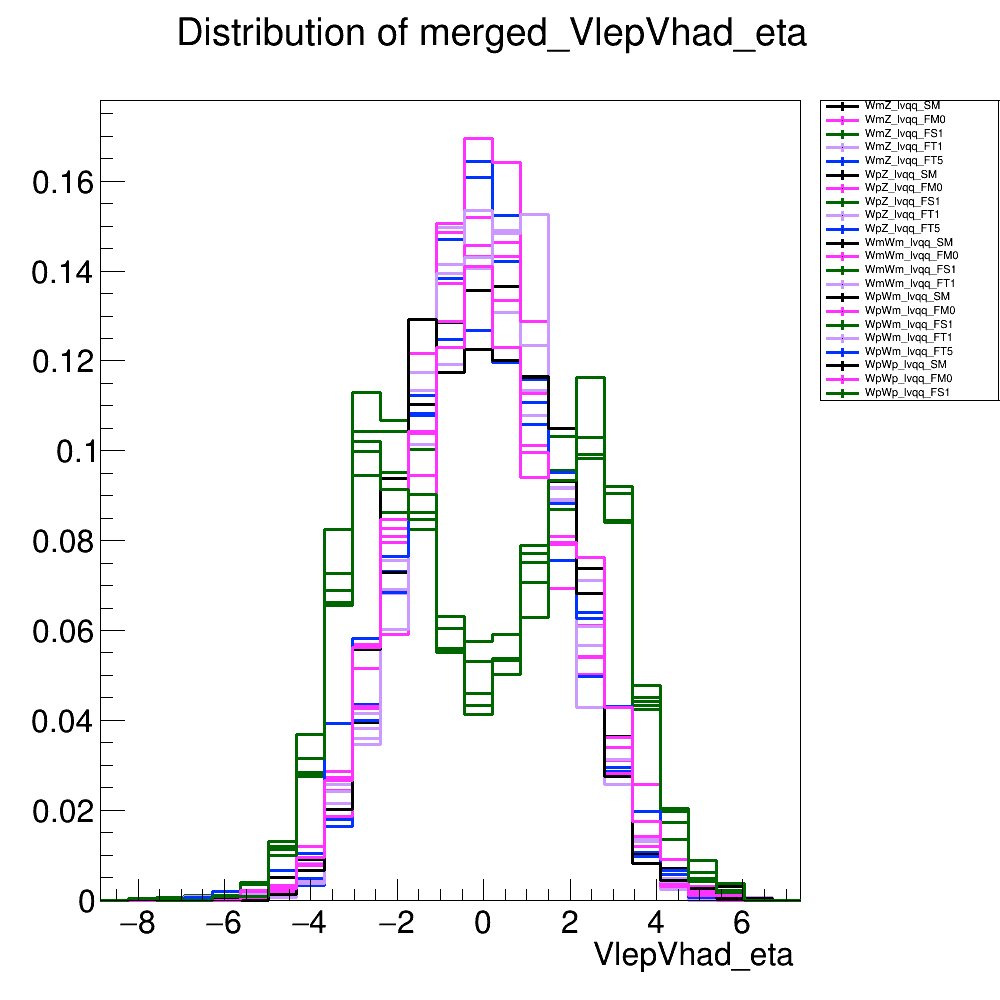 Distribution of merged_VlepVhad_eta
WmZ_lvqq_SM
WmZ_lvqq_FM0
WmZ_lvqq_FS1
WmZ_lvqq_FT1
WmZ_lvqq_FT5
WpZ_lvqq_SM
WpZ_lvqq_FM0
WpZ_lvqq_FS1
WpZ_lvqq_FT1
WpZ_lvqq_FT5
WmWm_lvqq_SM
WmWm_lvqq_FM0
WmWm_lvqq_FS1
WmWm_lvqq_FT1
WpWm_lvqq_SM
WpWm_lvqq_FM0
WpWm_lvqq_FS1
WpWm_lvqq_FT1
WpWm_lvqq_FT5
WpWp_lvqq_SM
WpWp_lvqq_FM0
WpWp_lvqq_FS1
0.16
0.14
0.12
0.1
0.08
0.06
0.04
0.02
0
−8 −6 −4 −2 0 2 4 6
VlepVhad_eta